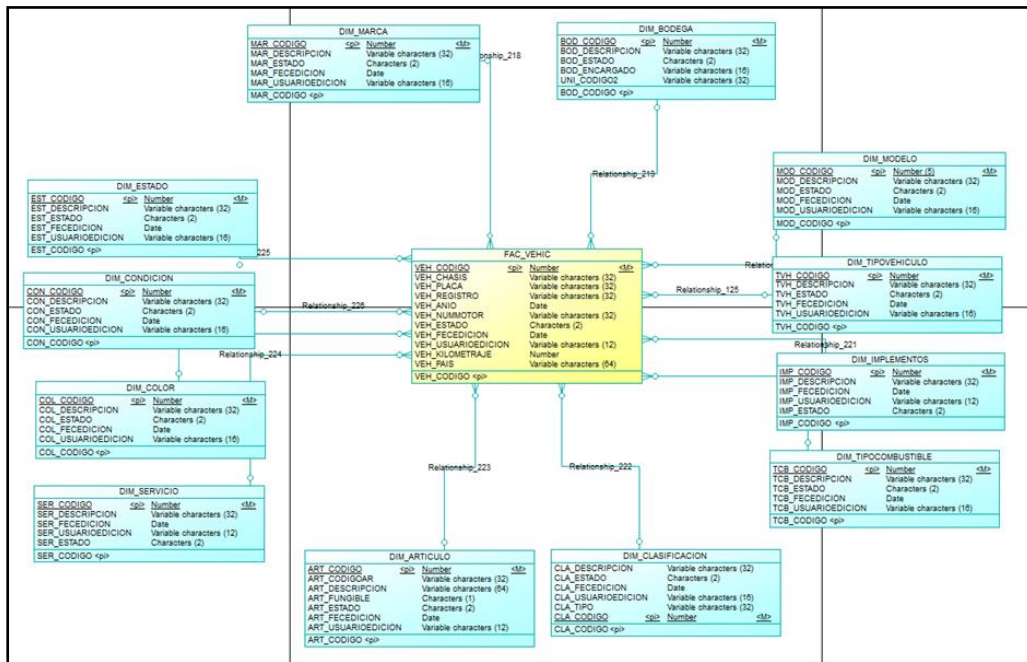 DIM_MARCA
MAR_CODIGO <pi> Number <M>
MAR_DESCRIPCION Variable characters (32)
MAR_ESTADO Characters (2)
MAR_FECEDICION Date
MAR_USUARIOEDICION Variable characters (16)
MAR_CODIGO <pi>
DIM_BODEGA
BOD_CODIGO <pi> Number <M>
BOD_DESCRIPCION Variable characters (32)
BOD_ESTADO Characters (2)
BOD_ENCARGADO Variable characters (16)
UNI_CODIGO2 Variable characters (32)
BOD_CODIGO <pi>
ionship_218
Relationship_219
DIM_MODELO
MOD_CODIGO <pi> Number (5) <M>
MOD_DESCRIPCION Variable characters (32)
MOD_ESTADO Characters (2)
MOD_FECEDICION Date
MOD_USUARIOEDICION Variable characters (16)
MOD_CODIGO <pi>
DIM_ESTADO
EST_CODIGO <pi> Number <M>
EST_DESCRIPCION Variable characters (32)
EST_ESTADO Characters (2)
EST_FECEDICION Date
EST_USUARIOEDICION Variable characters (16)
EST_CODIGO <pi>
225
FAC_VEHIC
VEH_CODIGO <pi> Number <M>
VEH_CHASIS Variable characters (32)
VEH_PLACA Variable characters (32)
VEH_REGISTRO Variable characters (32)
VEH_ANIO Date
VEH_NUMMOTOR Variable characters (32)
VEH_ESTADO Characters (2)
VEH_FECEDICION Date
VEH_USUARIOEDICION Variable characters (12)
VEH_KILOMETRAJE Number
VEH_PAIS Variable characters (64)
VEH_CODIGO <pi>
DIM_TIPOVEHICULO
TVH_CODIGO <pi> Number <M>
TVH_DESCRIPCION Variable characters (32)
TVH_ESTADO Characters (2)
TVH_FECEDICION Date
TVH_USUARIOEDICION Variable characters (16)
TVH_CODIGO <pi>
Relatio
Relationship_125
DIM_CONDICION
CON_CODIGO <pi> Number <M>
CON_DESCRIPCION Variable characters (32)
CON_ESTADO Characters (2)
CON_FECEDICION Date
CON_USUARIOEDICION Variable characters (16)
CON_CODIGO <pi>
Relationship_226
Relationship_224
_221
DIM_IMPLEMENTOS
IMP_CODIGO <pi> Number <M>
IMP_DESCRIPCION Variable characters (32)
IMP_FECEDICION Date
IMP_USUARIOEDICION Variable characters (12)
IMP_ESTADO Characters (2)
IMP_CODIGO <pi>
DIM_COLOR
COL_CODIGO <pi> Number <M>
COL_DESCRIPCION Variable characters (32)
COL_ESTADO Characters (2)
COL_FECEDICION Date
COL_USUARIOEDICION Variable characters (16)
COL_CODIGO <pi>
Relationship_223
Relationship_222
DIM_TIPOCOMBUSTIBLE
TCB_CODIGO <pi> Number <M>
TCB_DESCRIPCION Variable characters (32)
TCB_ESTADO Characters (2)
TCB_FECEDICION Date
TCB_USUARIOEDICION Variable characters (16)
TCB_CODIGO <pi>
DIM_SERVICIO
SER_CODIGO <pi> Number <M>
SER_DESCRIPCION Variable characters (32)
SER_FECEDICION Date
SER_USUARIOEDICION Variable characters (12)
SER_ESTADO Characters (2)
SER_CODIGO <pi>
DIM_ARTICULO
ART_CODIGO <pi> Number <M>
ART_CODIGOAR Variable characters (32)
ART_DESCRIPCION Variable characters (64)
ART_FUNGIBLE Characters (1)
ART_ESTADO Characters (2)
ART_FECEDICION Date
ART_USUARIOEDICION Variable characters (12)
ART_CODIGO <pi>
DIM_CLASIFICACION
CLA_DESCRIPCION Variable characters (32)
CLA_ESTADO Characters (2)
CLA_FECEDICION Date
CLA_USUARIOEDICION Variable characters (16)
CLA_TIPO Variable characters (32)
CLA_CODIGO <pi> Number <M>
CLA_CODIGO <pi>